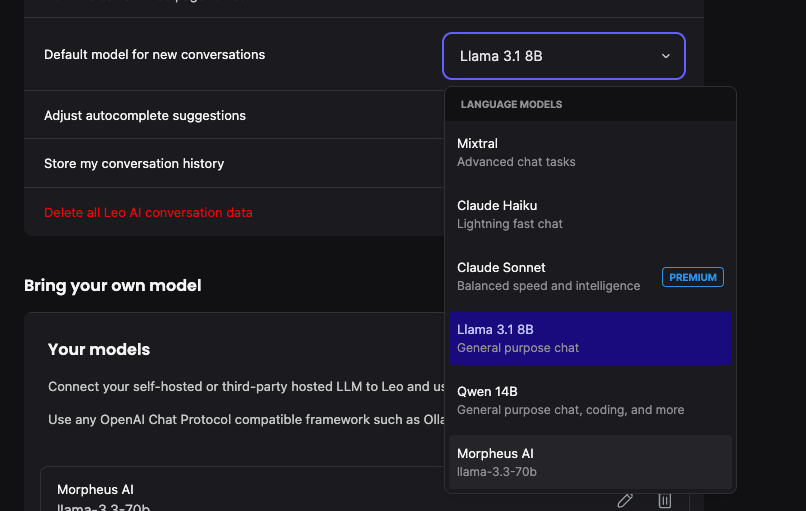 Default model for new conversations
Llama 3.1 8B
LANGUAGE MODELS
Adjust autocomplete suggestions
Mixtral
Advanced chat tasks
Store my conversation history
Claude Haiku
Lightning fast chat
Delete all Leo AI conversation data
Claude Sonnet
Balanced speed and intelligence
PREMIUM
Bring your own model
Llama 3.1 8B
General purpose chat
Your models
Connect your self-hosted or third-party hosted LLM to Leo and
Qwen 14B
General purpose chat, coding, and more
Use any OpenAI Chat Protocol compatible framework such as
Morpheus AI
llama-3.3-70b
Morpheus AI
llama-3.3-70b